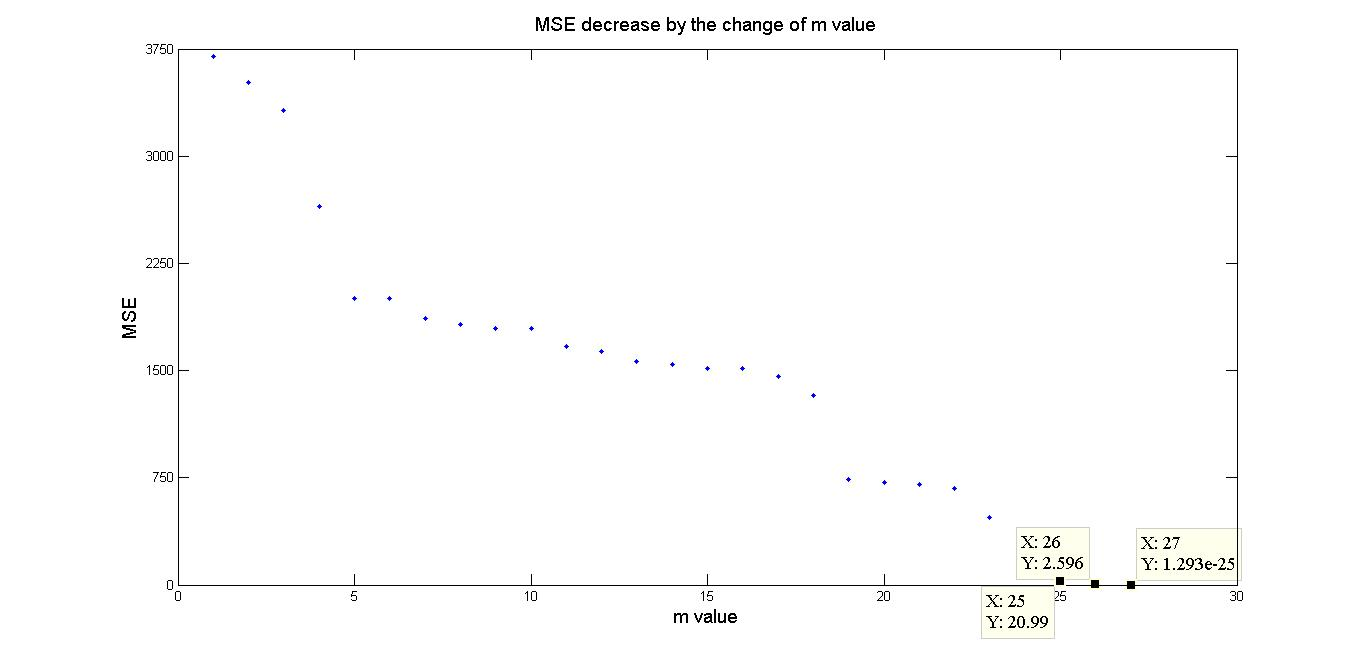 MSE decrease by the change of m value
3750
3000
2250
1500
750
0
MSE
X: 26
Y: 2.596
X: 27
Y: 1.293e-25
X: 25
Y: 20.99
0 5 10 15 20 25 30
m value